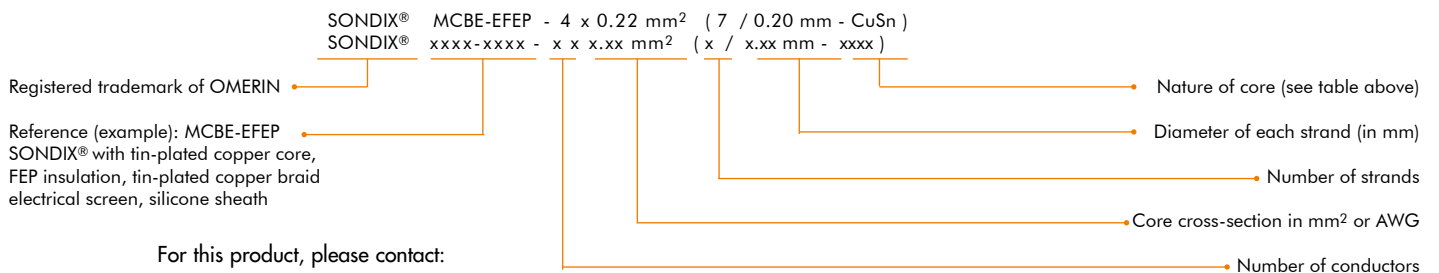 SONDIX® MCBE-EFEP - 4 x 0.22 mm² ( 7 / 0.20 mm - CuSn )
SONDIX® xxxx-xxxx - x x x.xx mm² ( x / x.xx mm - xxxx )
Registered trademark of OMERIN
Nature of core (see table above)
Reference (example): MCBE-EFEP
SONDIX® with tin-plated copper core,
FEP insulation, tin-plated copper braid
electrical screen, silicone sheath
Diameter of each strand (in mm)
Number of strands
Core cross-section in mm² or AWG
For this product, please contact:
Number of conductors